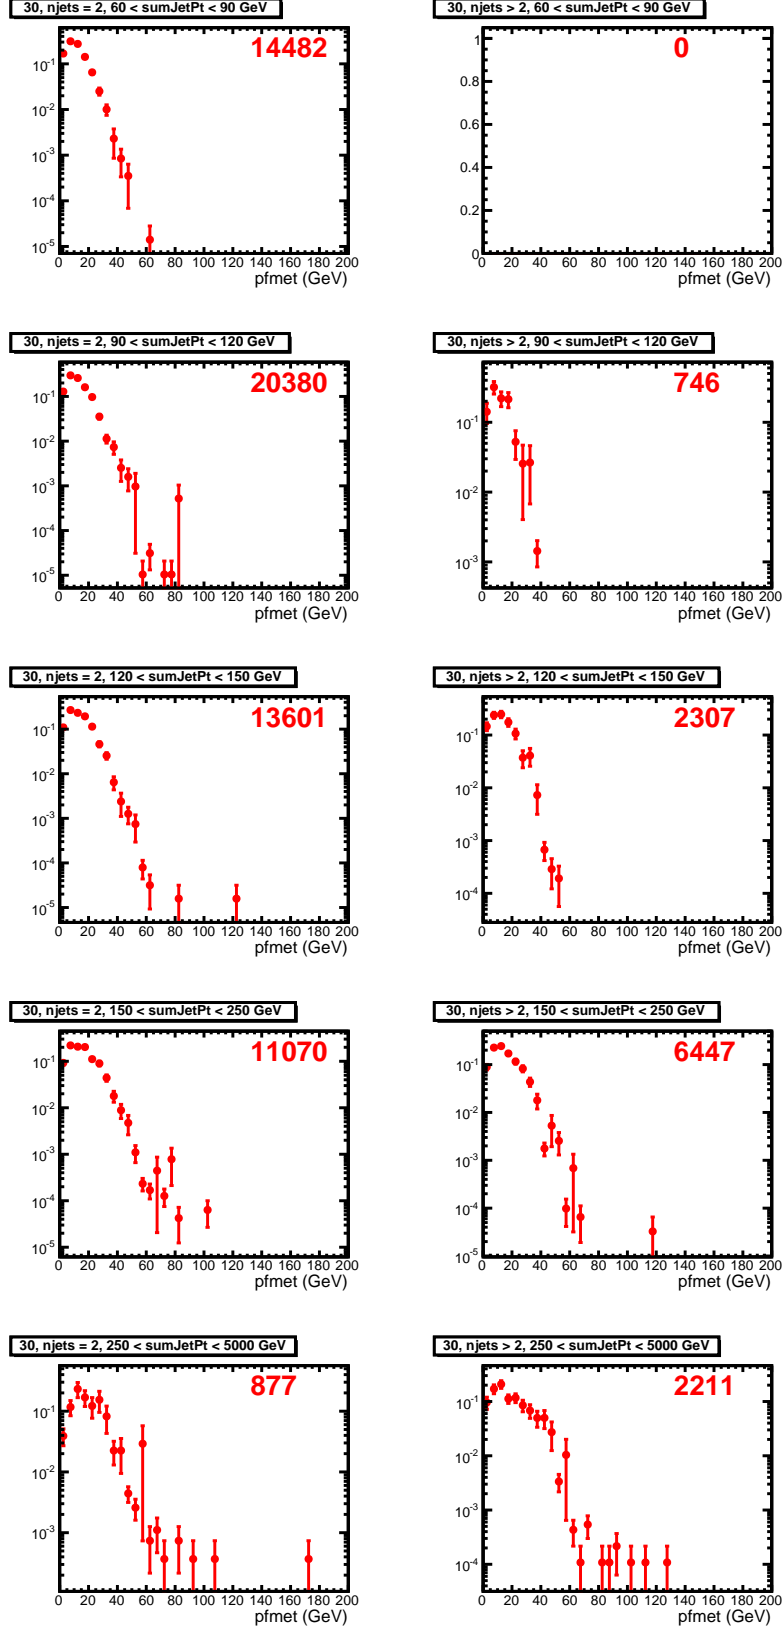 30, njets = 2, 60 < sumJetPt < 90 GeV
14482
10^-1
10^-2
10^-3
10^-4
10^-5
0 20 40 60 80 100 120 140 160 180 200
pfmet (GeV)
30, njets > 2, 60 < sumJetPt < 90 GeV
0
1
0.8
0.6
0.4
0.2
0
0 20 40 60 80 100 120 140 160 180 200
pfmet (GeV)
30, njets = 2, 90 < sumJetPt < 120 GeV
20380
10^-1
10^-2
10^-3
10^-4
10^-5
0 20 40 60 80 100 120 140 160 180 200
pfmet (GeV)
30, njets > 2, 90 < sumJetPt < 120 GeV
746
10^-1
10^-2
10^-3
0 20 40 60 80 100 120 140 160 180 200
pfmet (GeV)
30, njets = 2, 120 < sumJetPt < 150 GeV
13601
10^-1
10^-2
10^-3
10^-4
10^-5
0 20 40 60 80 100 120 140 160 180 200
pfmet (GeV)
30, njets > 2, 120 < sumJetPt < 150 GeV
2307
10^-1
10^-2
10^-3
10^-4
0 20 40 60 80 100 120 140 160 180 200
pfmet (GeV)
30, njets = 2, 150 < sumJetPt < 250 GeV
11070
10^-1
10^-2
10^-3
10^-4
10^-5
0 20 40 60 80 100 120 140 160 180 200
pfmet (GeV)
30, njets > 2, 150 < sumJetPt < 250 GeV
6447
10^-1
10^-2
10^-3
10^-4
10^-5
0 20 40 60 80 100 120 140 160 180 200
pfmet (GeV)
30, njets = 2, 250 < sumJetPt < 5000 GeV
877
10^-1
10^-2
10^-3
0 20 40 60 80 100 120 140 160 180 200
pfmet (GeV)
30, njets > 2, 250 < sumJetPt < 5000 GeV
2211
10^-1
10^-2
10^-3
10^-4
0 20 40 60 80 100 120 140 160 180 200
pfmet (GeV)